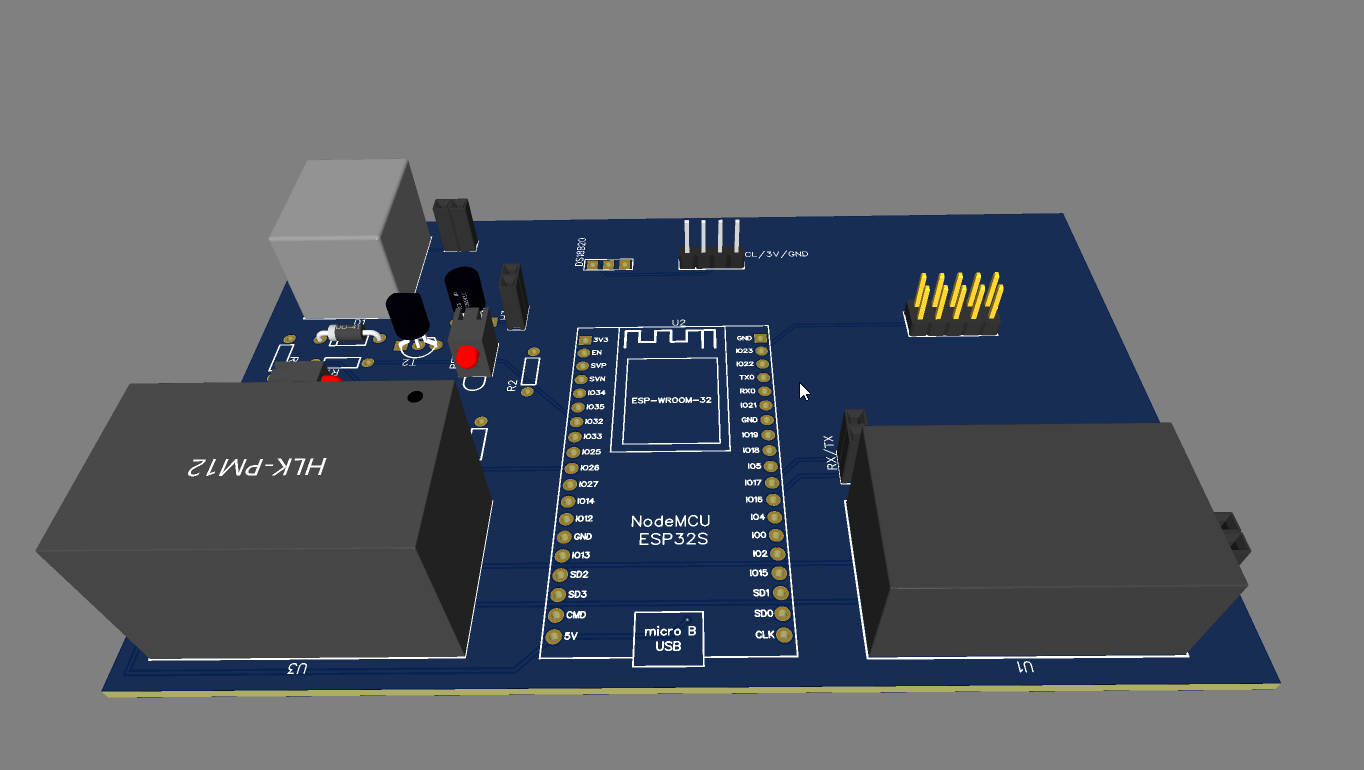 DS18B20
CL/3V/GND
U2
3V3
EN
SVP
SVN
IO34
IO35
IO32
IO33
IO25
IO26
IO27
IO14
IO12
GND
IO13
SD2
SD3
CMD
5V
GND
IO23
IO22
TX0
RX0
IO21
GND
IO19
IO18
IO5
IO17
IO16
IO4
IO0
IO2
IO15
SD1
SD0
CLK
ESP-WROOM-32
NodeMCU
ESP32S
micro B
USB
T2
R2
RX/TX
HLK-PM12
U3
U1